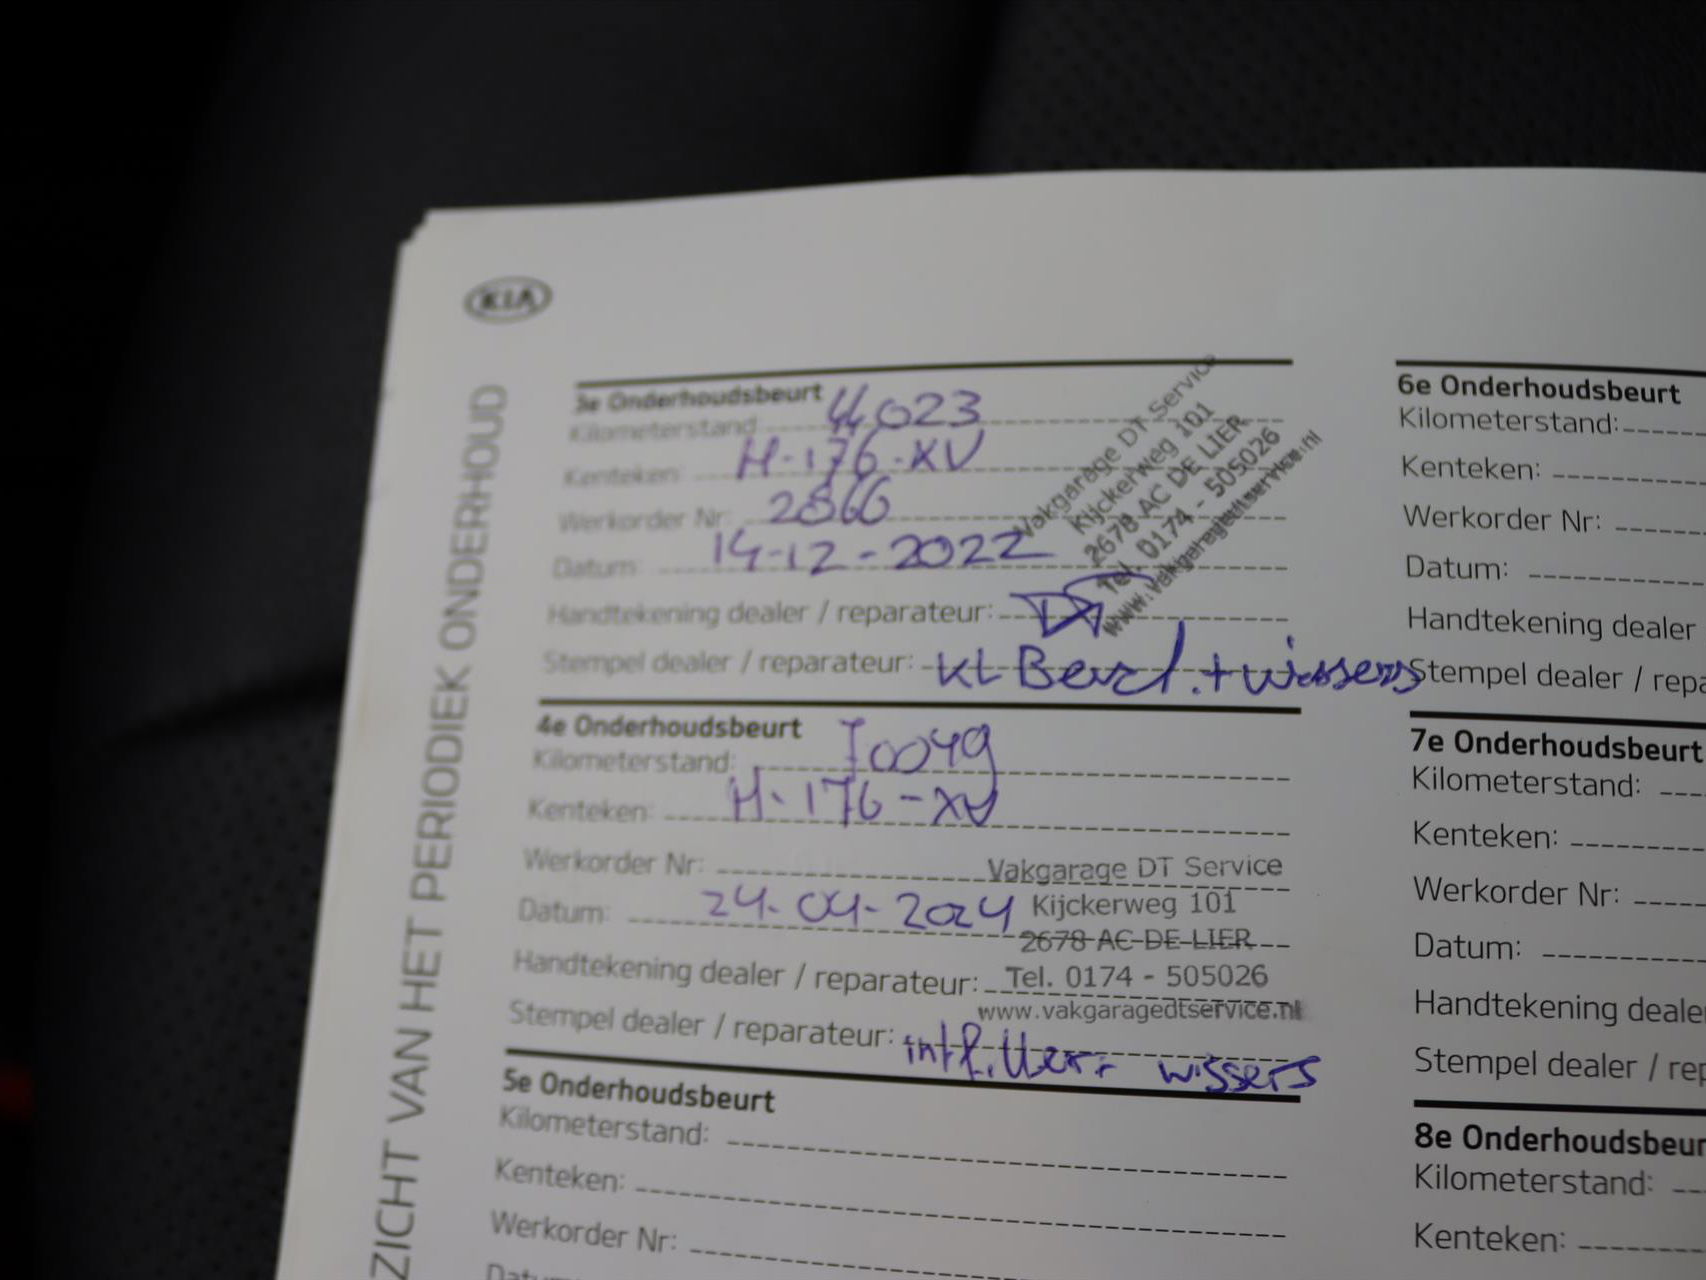 KIA
ZICHT VAN HET PERIODIEK ONDERHOUD
3e Onderhoudsbeurt
Kilometerstand: 44023
Kenteken: H-176-XV
Werkorder Nr: 2866
Datum: 14-12-2022
Handtekening dealer / reparateur:
Stempel dealer / reparateur: kl Beurt + wissers
Vakgarage DT Service
Kijckerweg 101
2678 AC DE LIER
Tel. 0174 - 505026
www.vakgaragedtservice.nl
4e Onderhoudsbeurt
Kilometerstand: 70049
Kenteken: H-176-XV
Werkorder Nr:
Datum: 24-04-2024
Handtekening dealer / reparateur:
Stempel dealer / reparateur: wissers
Vakgarage DT Service
Kijckerweg 101
2678 AC DE LIER
Tel. 0174 - 505026
www.vakgaragedtservice.nl
5e Onderhoudsbeurt
Kilometerstand:
Kenteken:
Werkorder Nr:
6e Onderhoudsbeurt
Kilometerstand:
Kenteken:
Werkorder Nr:
Datum:
Handtekening dealer
Stempel dealer / repa
7e Onderhoudsbeurt
Kilometerstand:
Kenteken:
Werkorder Nr:
Datum:
Handtekening deale
Stempel dealer / rep
8e Onderhoudsbeur
Kilometerstand:
Kenteken: